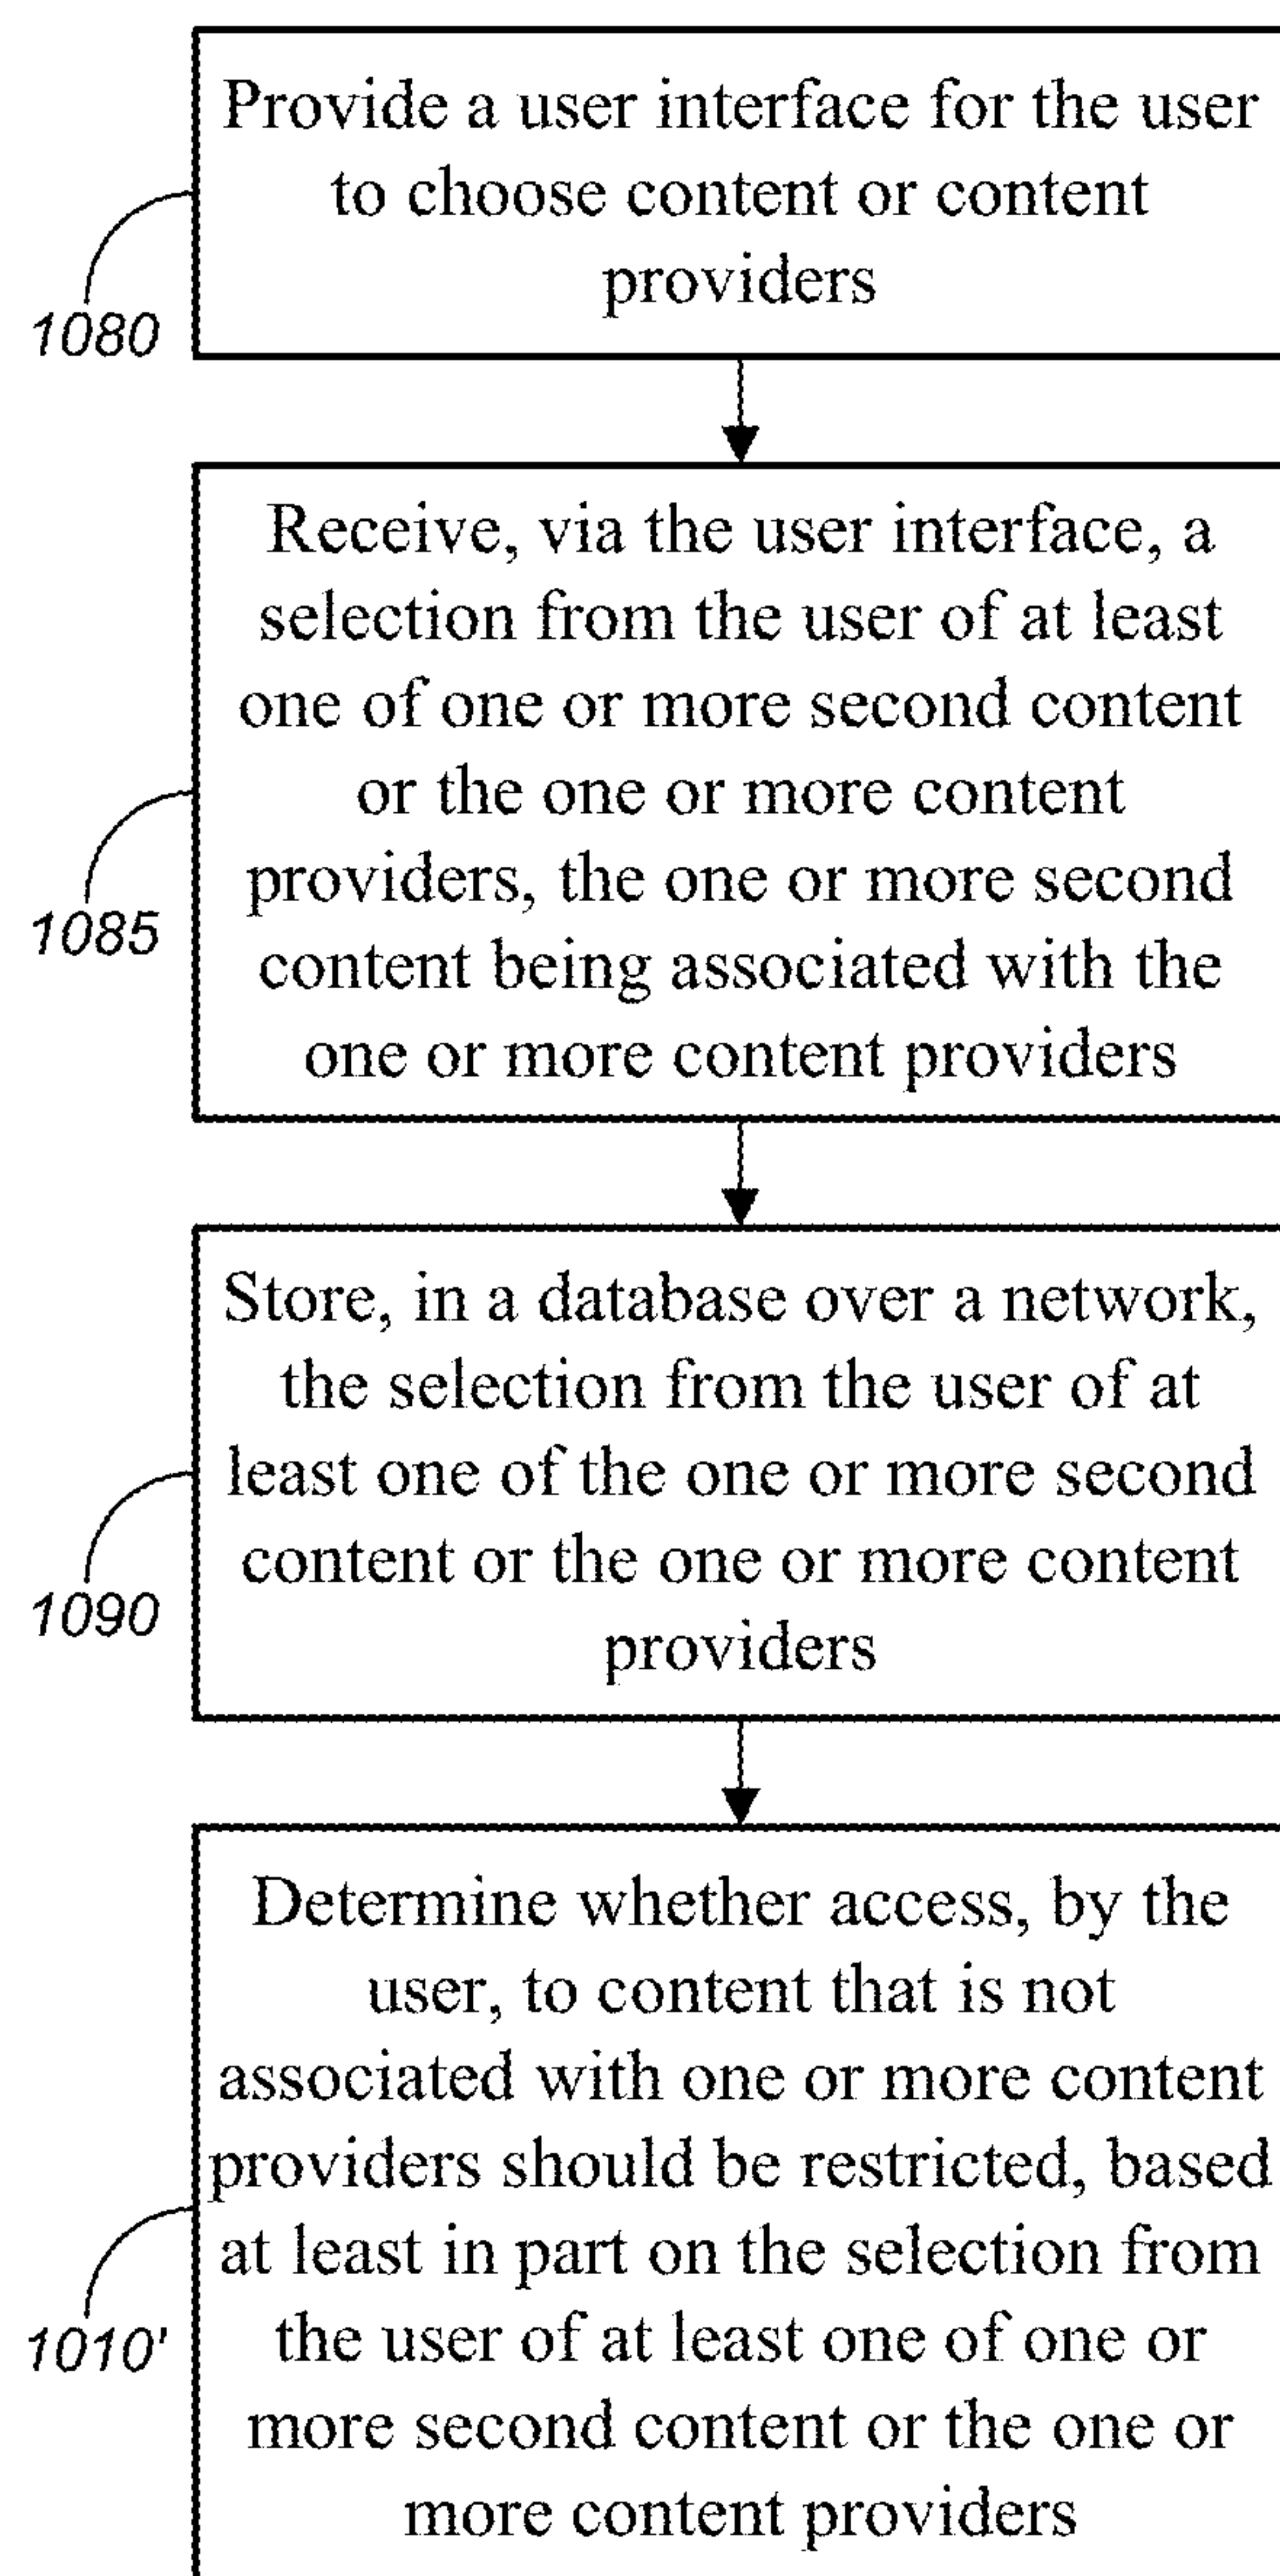 Provide a user interface for the user
to choose content or content
providers
1080
Receive, via the user interface, a
selection from the user of at least
one of one or more second content
or the one or more content
providers, the one or more second
content being associated with the
one or more content providers
1085
Store, in a database over a network,
the selection from the user of at
least one of the one or more second
content or the one or more content
providers
1090
Determine whether access, by the
user, to content that is not
associated with one or more content
providers should be restricted, based
at least in part on the selection from
the user of at least one of one or
more second content or the one or
more content providers
1010'